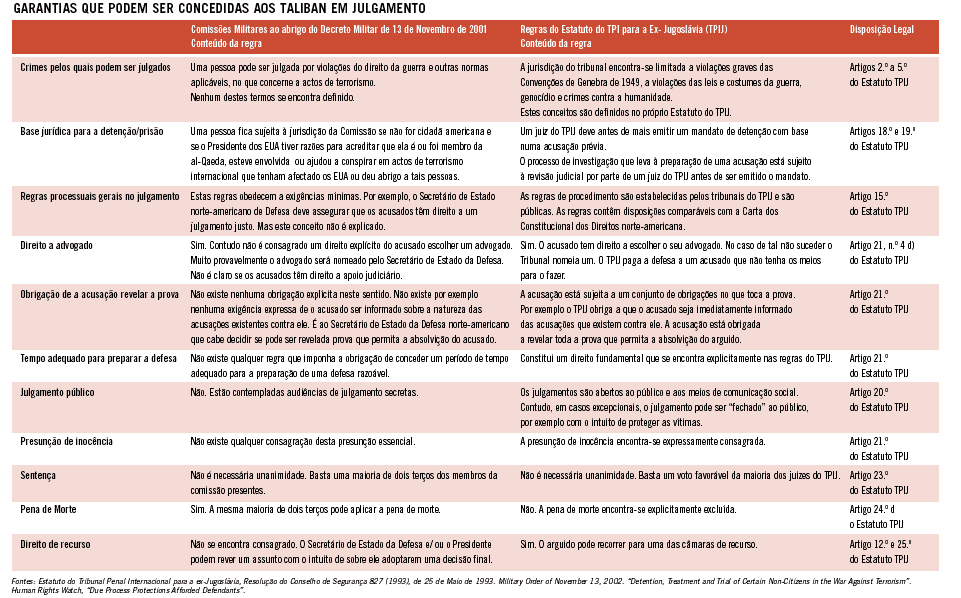 GARANTIAS QUE PODEM SER CONCEDIDAS AOS TALIBAN EM JULGAMENTO
Comissões Militares ao abrigo do Decreto Militar de 13 de Novembro de 2001
Conteúdo da regra
Regras do Estatuto do TPI para a Ex- Jugoslávia (TPIJ)
Conteúdo da regra
Disposição Legal
Crimes pelos quais podem ser julgados
Uma pessoa pode ser julgada por violações do direito da guerra e outras normas
aplicáveis, no que concerne a actos de terrorismo.
Nenhum destes termos se encontra definido.
A jurisdição do tribunal encontra-se limitada a violações graves das
Convenções de Genebra de 1949, a violações das leis e costumes da guerra,
genocídio e crimes contra a humanidade.
Estes conceitos são definidos no próprio Estatuto do TPIJ.
Artigos 2.º a 5.º
do Estatuto TPIJ
Base jurídica para a detenção/prisão
Uma pessoa fica sujeita à jurisdição da Comissão se não for cidadã americana e
se o Presidente dos EUA tiver razões para acreditar que ela é ou foi membro da
al-Qaeda, esteve envolvida ou ajudou a conspirar em actos de terrorismo
internacional que tenham afectado os EUA ou deu abrigo a tais pessoas.
Um juiz do TPIJ deve antes de mais emitir um mandato de detenção com base
numa acusação prévia.
O processo de investigação que leva à preparação de uma acusação está sujeito
à revisão judicial por parte de um juiz do TPIJ antes de ser emitido o mandato.
Artigos 18.º e 19.º
do Estatuto TPIJ
Regras processuais gerais no julgamento
Estas regras obedecem a exigências mínimas. Por exemplo, o Secretário de Estado
norte-americano de Defesa deve assegurar que os acusados têm direito a um
julgamento justo. Mas este conceito não é explicado.
As regras de procedimento são estabelecidas pelos tribunais do TPIJ e são
públicas. As regras contêm disposições comparáveis com a Carta dos
Constitucional dos Direitos norte-americana.
Artigo 15.º
do Estatuto TPIJ
Direito a advogado
Sim. Contudo não é consagrado um direito explícito do acusado escolher um advogado.
Muito provavelmente o advogado será nomeado pelo Secretário de Estado da Defesa.
Não é claro se os acusados têm direito a apoio judiciário.
Sim. O acusado tem direito a escolher o seu advogado. No caso de tal não suceder o
Tribunal nomeia um. O TPIJ paga a defesa a um acusado que não tenha os meios
para o fazer.
Artigo 21, n.º 4 d)
do Estatuto TPIJ
Obrigação de a acusação revelar a prova
Não existe nenhuma obrigação explícita neste sentido. Não existe por exemplo
nenhuma exigência expressa de o acusado ser informado sobre a natureza das
acusações existentes contra ele. É ao Secretário de Estado da Defesa norte-americano
que cabe decidir se pode ser revelada prova que permita a absolvição do acusado.
A acusação está sujeita a um conjunto de obrigações no que toca a prova.
Por exemplo o TPIJ obriga a que o acusado seja imediatamente informado
das acusações que existem contra ele. A acusação está obrigada
a revelar toda a prova que permita a absolvição do arguido.
Artigo 21.º
do Estatuto TPIJ
Tempo adequado para preparar a defesa
Não existe qualquer regra que imponha a obrigação de conceder um período de tempo
adequado para a preparação de uma defesa razoável.
Constitui um direito fundamental que se encontra explicitamente nas regras do TPIJ.
Artigo 21.º
do Estatuto TPIJ
Julgamento público
Não. Estão contempladas audiências de julgamento secretas.
Os julgamentos são abertos ao público e aos meios de comunicação social.
Contudo, em casos excepcionais, o julgamento pode ser "fechado" ao público,
por exemplo com o intuito de proteger as vítimas.
Artigo 20.º
do Estatuto TPIJ
Presunção de inocência
Não existe qualquer consagração desta presunção essencial.
A presunção de inocência encontra-se expressamente consagrada.
Artigo 21.º
do Estatuto TPIJ
Sentença
Não é necessária unanimidade. Basta uma maioria de dois terços dos membros da
comissão presentes.
Não é necessária unanimidade. Basta um voto favorável da maioria dos juízes do TPIJ.
Artigo 23.º
do Estatuto TPIJ
Pena de Morte
Sim. A mesma maioria de dois terços pode aplicar a pena de morte.
Não. A pena de morte encontra-se explicitamente excluída.
Artigo 24.º d
o Estatuto TPIJ
Direito de recurso
Não se encontra consagrado. O Secretário de Estado da Defesa e/ ou o Presidente
podem rever um assunto com o intuito de sobre ele adoptarem uma decisão final.
Sim. O arguido pode recorrer para uma das câmaras de recurso.
Artigo 12.º e 25.º
do Estatuto TPIJ
Fontes: Estatuto do Tribunal Penal Internacional para a ex-Jugoslávia, Resolução do Conselho de Segurança 827 (1993), de 25 de Maio de 1993. Military Order of November 13, 2002. "Detention, Treatment and Trial of Certain Non-Citizens in the War Against Terrorism".
Human Rights Watch, "Due Process Protections Afforded Defendants".